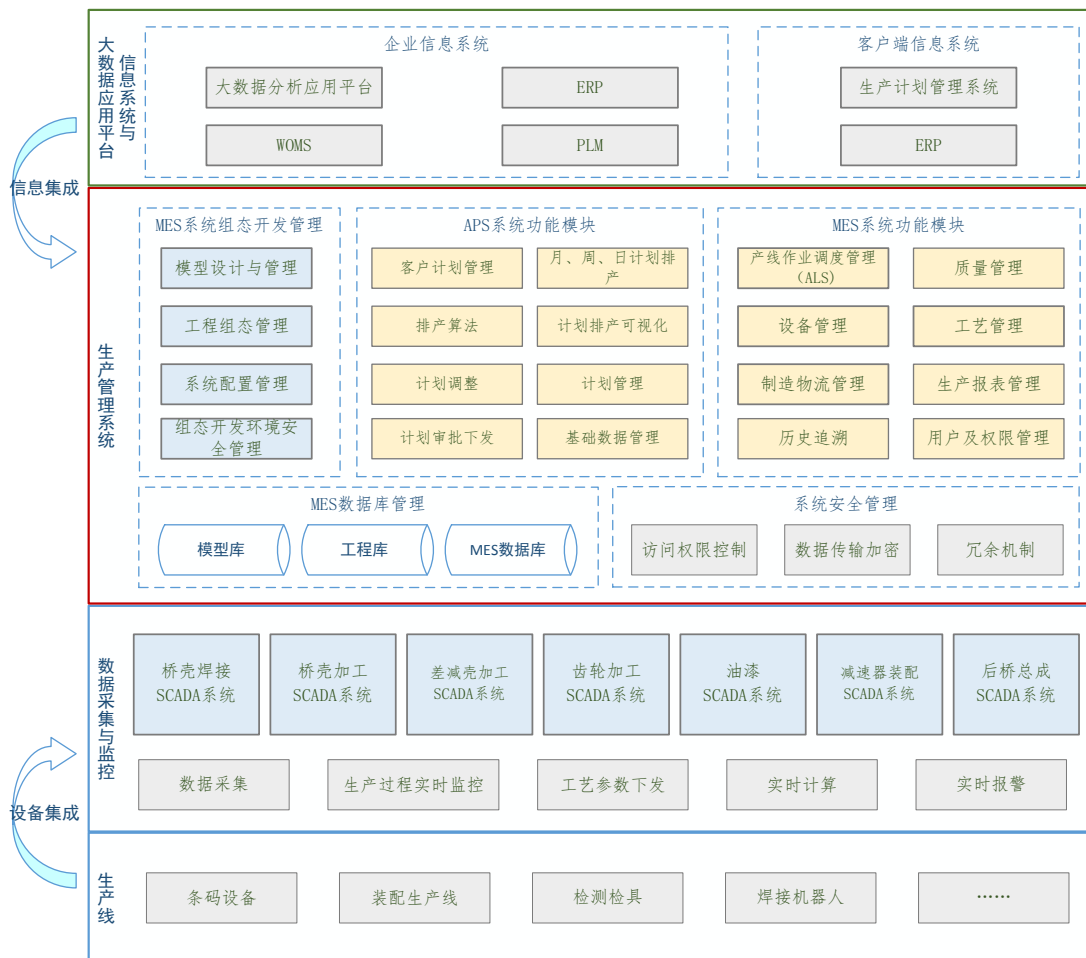 信息系统与
大数据应用平台
企业信息系统
客户端信息系统
大数据分析应用平台
ERP
生产计划管理系统
WOMS
PLM
ERP
信息集成
生产管理系统
MES系统组态开发管理
APS系统功能模块
MES系统功能模块
模型设计与管理
工程组态管理
系统配置管理
组态开发环境安
全管理
客户计划管理
月、周、日计划排
产
排产算法
计划排产可视化
计划调整
计划管理
计划审批下发
基础数据管理
产线作业调度管理
（ALS）
质量管理
设备管理
工艺管理
制造物流管理
生产报表管理
历史追溯
用户及权限管理
MES数据库管理
系统安全管理
模型库
工程库
MES数据库
访问权限控制
数据传输加密
冗余机制
数据采集与监控
桥壳焊接
SCADA系统
桥壳加工
SCADA系统
差减壳加工
SCADA系统
齿轮加工
SCADA系统
油漆
SCADA系统
减速器装配
SCADA系统
后桥总成
SCADA系统
数据采集
生产过程实时监控
工艺参数下发
实时计算
实时报警
设备集成
生产线
条码设备
装配生产线
检测检具
焊接机器人
……